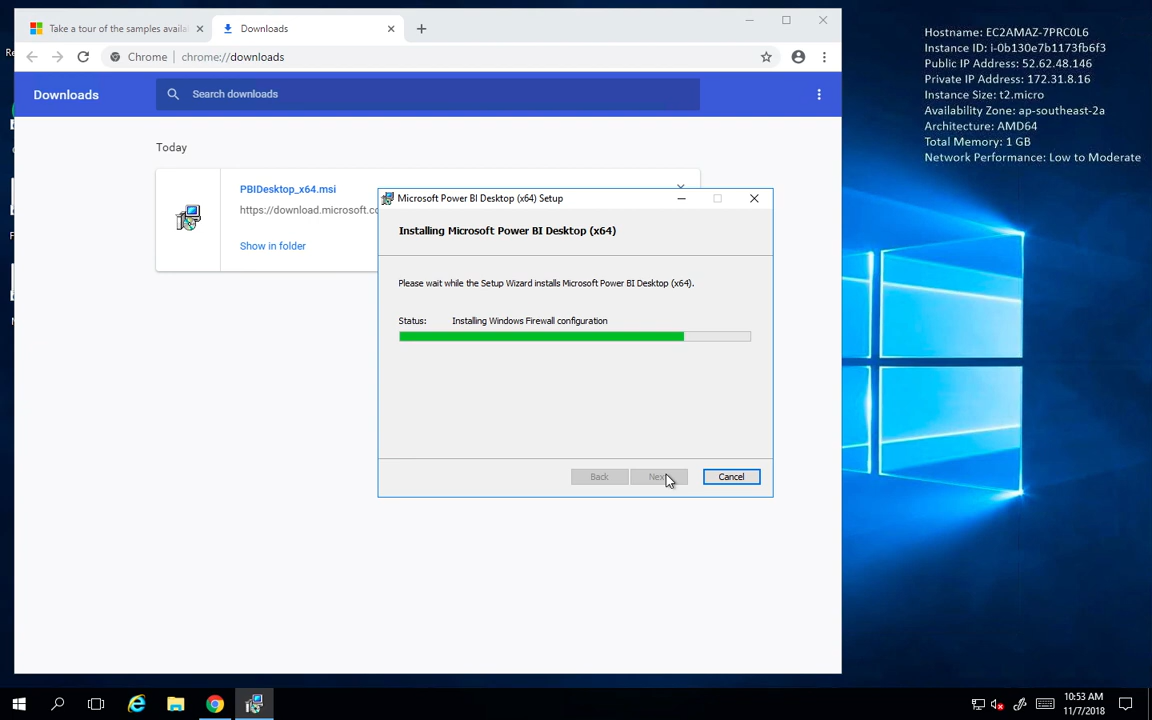 Take a tour of the samples availa
Downloads
Chrome
chrome://downloads
Downloads
Search downloads
Today
PBIDesktop_x64.msi
https://download.microsoft.co
Show in folder
Microsoft Power BI Desktop (x64) Setup
Installing Microsoft Power BI Desktop (x64)
Please wait while the Setup Wizard installs Microsoft Power BI Desktop (x64).
Status: Installing Windows Firewall configuration
Back
Nex
Cancel
Hostname: EC2AMAZ-7PRC0L6
Instance ID: i-0b130e7b1173fb6f3
Public IP Address: 52.62.48.146
Private IP Address: 172.31.8.16
Instance Size: t2.micro
Availability Zone: ap-southeast-2a
Architecture: AMD64
Total Memory: 1 GB
Network Performance: Low to Moderate
10:53 AM
11/7/2018